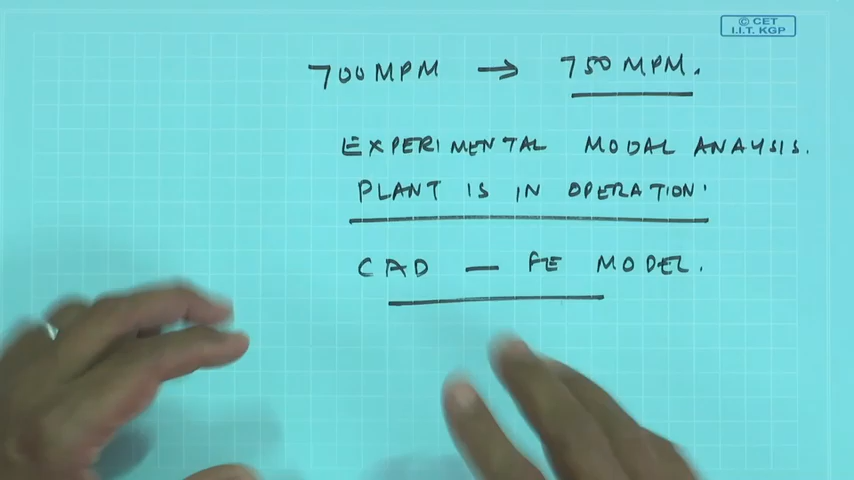 © CET
I.I.T. KGP
700 MPM → 750 MPM.
EXPERIMENTAL MODAL ANALYSIS.
PLANT IS IN OPERATION.
CAD — FE MODEL.